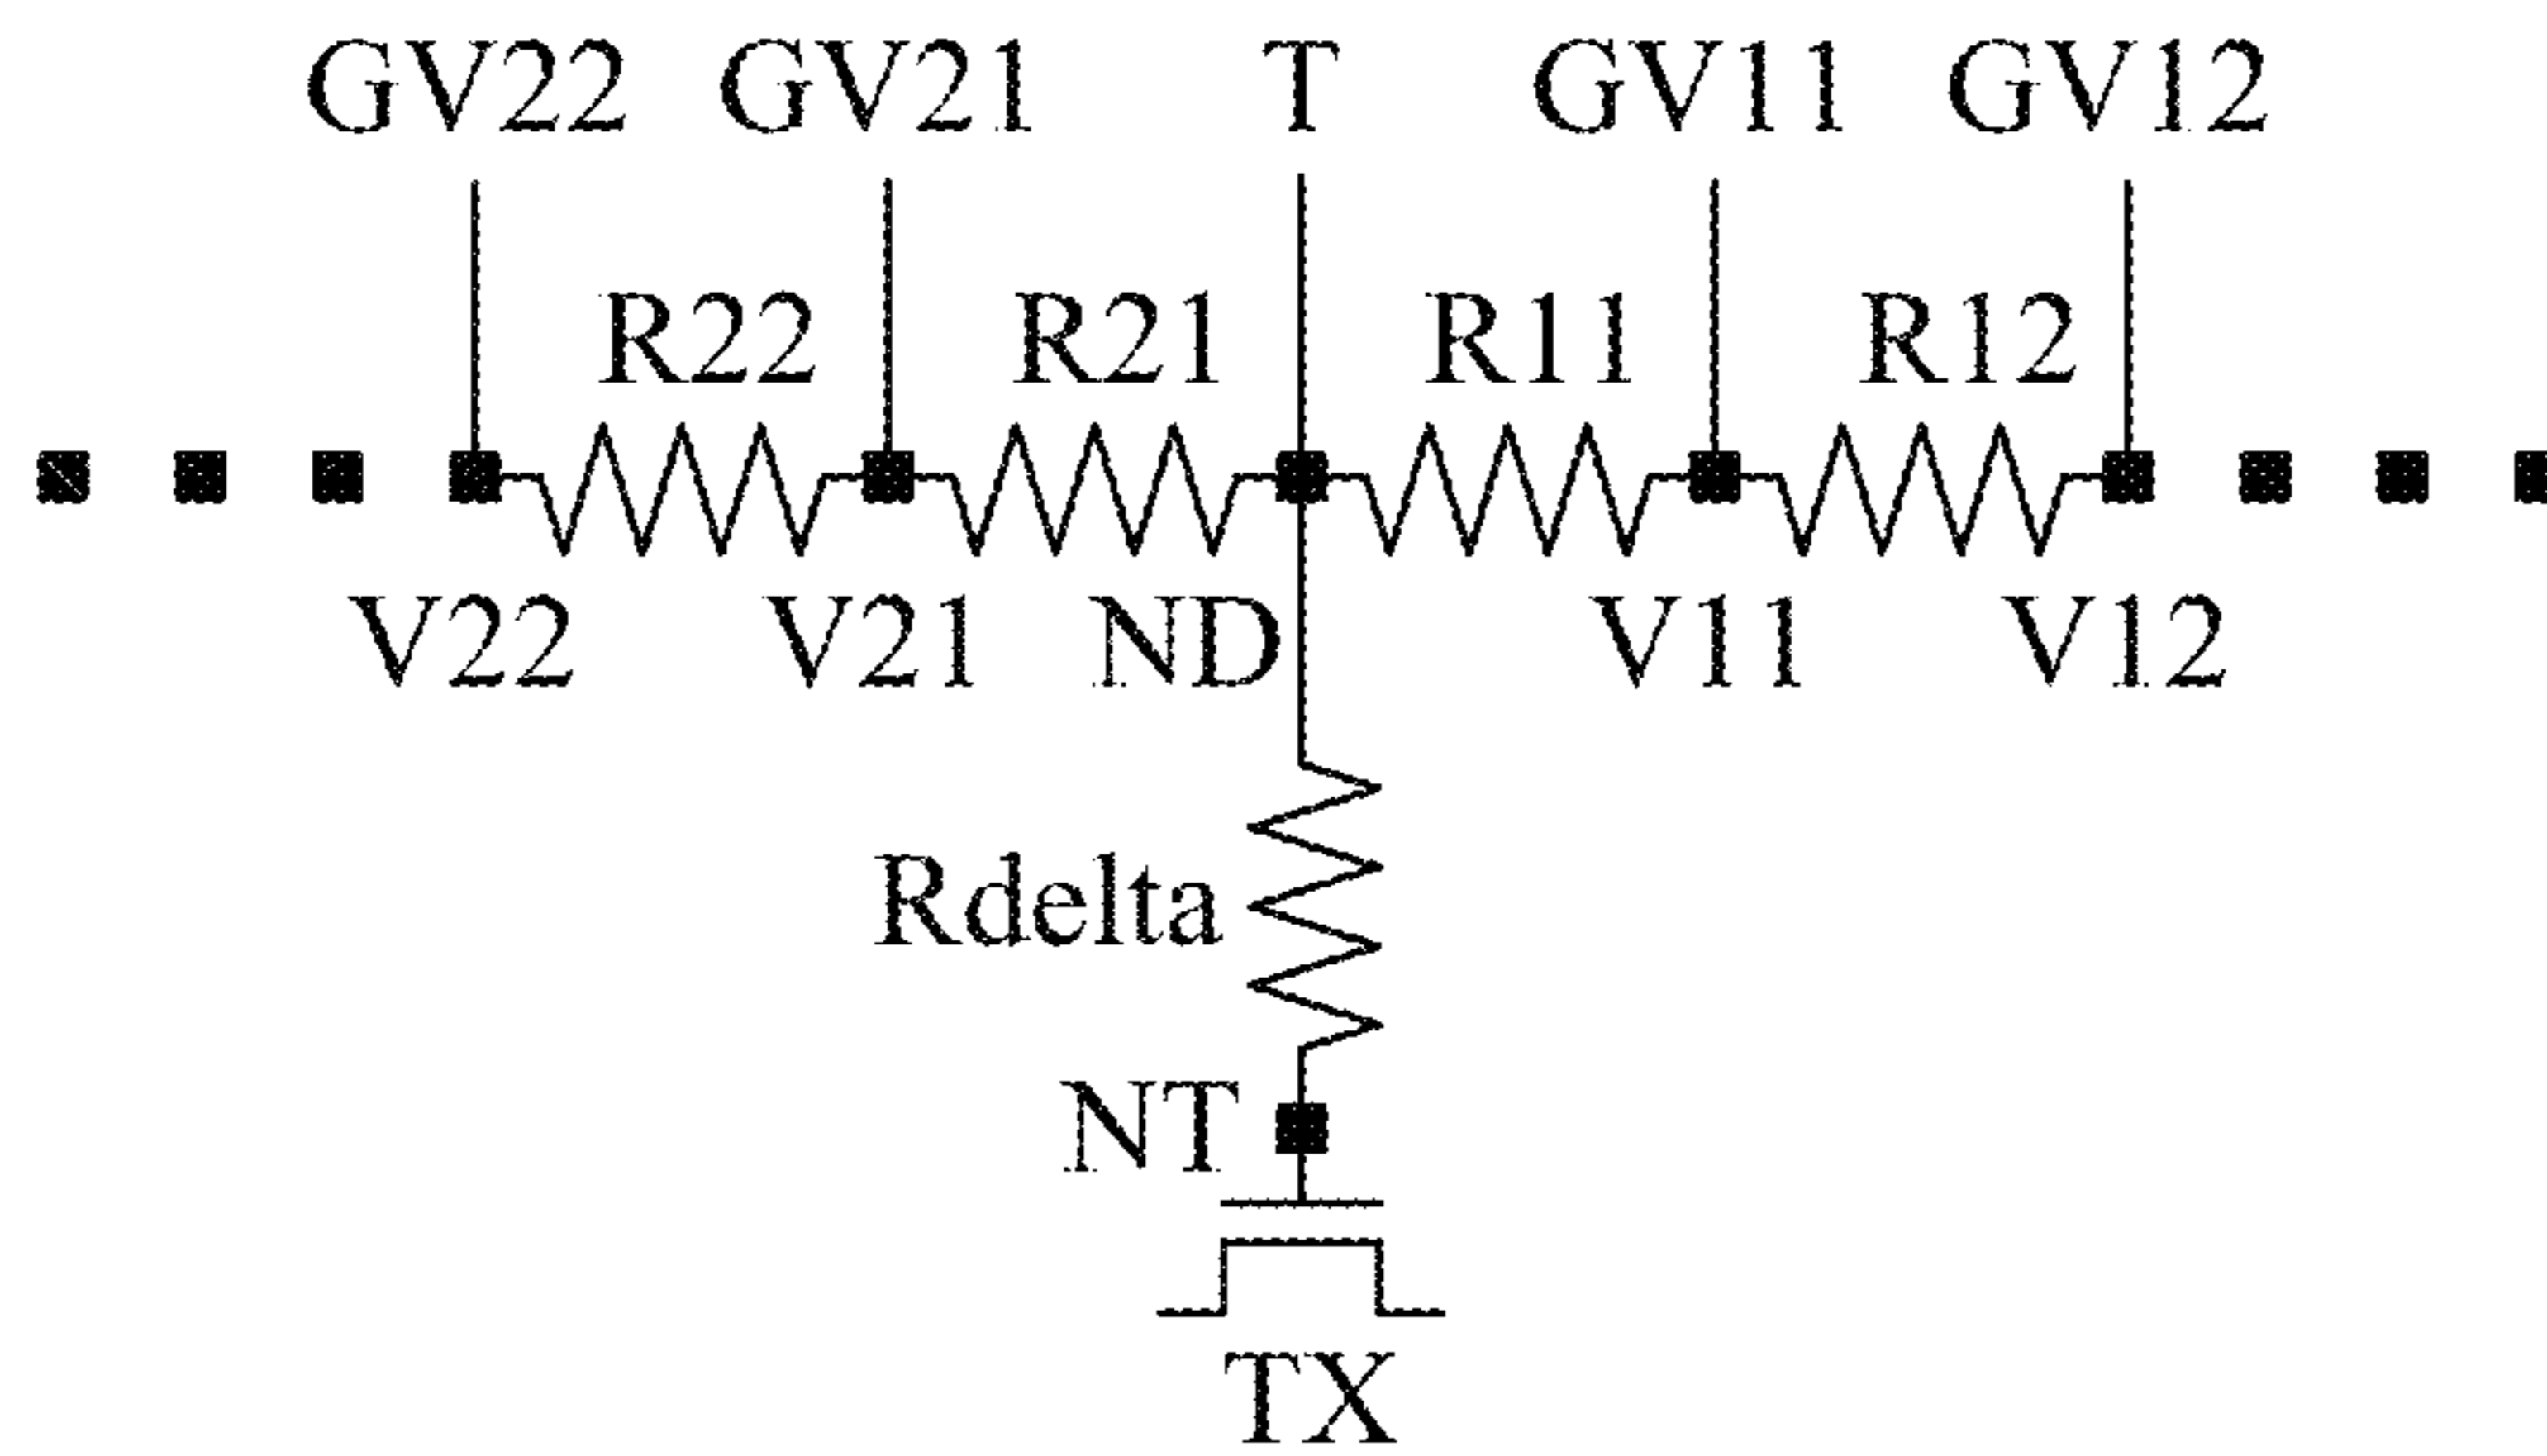 GV22 GV21 T GV11 GV12
R22 R21 R11 R12
V22 V21 ND V11 V12
Rdelta
NT
TX